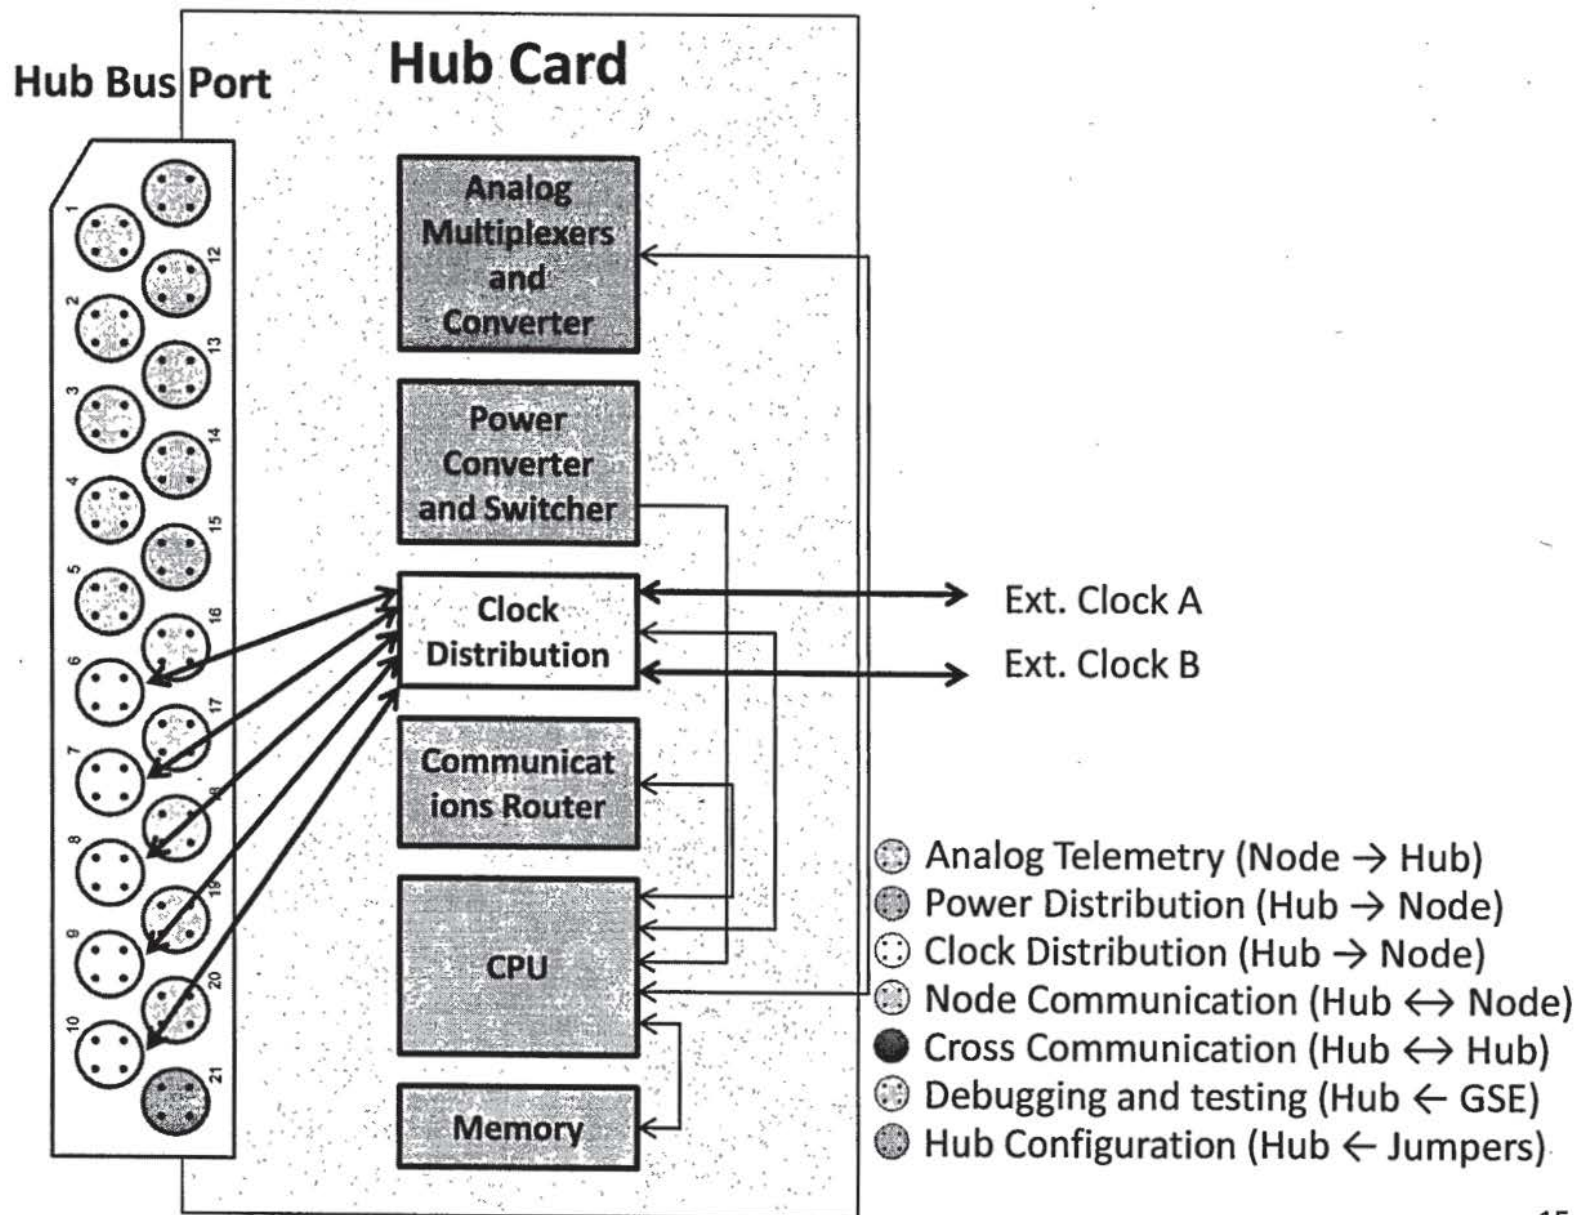 Hub Card
Hub Bus Port
1
2
3
4
5
6
7
8
9
10
12
13
14
15
16
17
18
19
20
21
Analog
Multiplexers
and
Converter
Power
Converter
and Switcher
Clock
Distribution
Communicat
ions Router
CPU
Memory
Ext. Clock A
Ext. Clock B
Analog Telemetry (Node → Hub)
Power Distribution (Hub → Node)
Clock Distribution (Hub → Node)
Node Communication (Hub ↔ Node)
Cross Communication (Hub ↔ Hub)
Debugging and testing (Hub ← GSE)
Hub Configuration (Hub ← Jumpers)
15